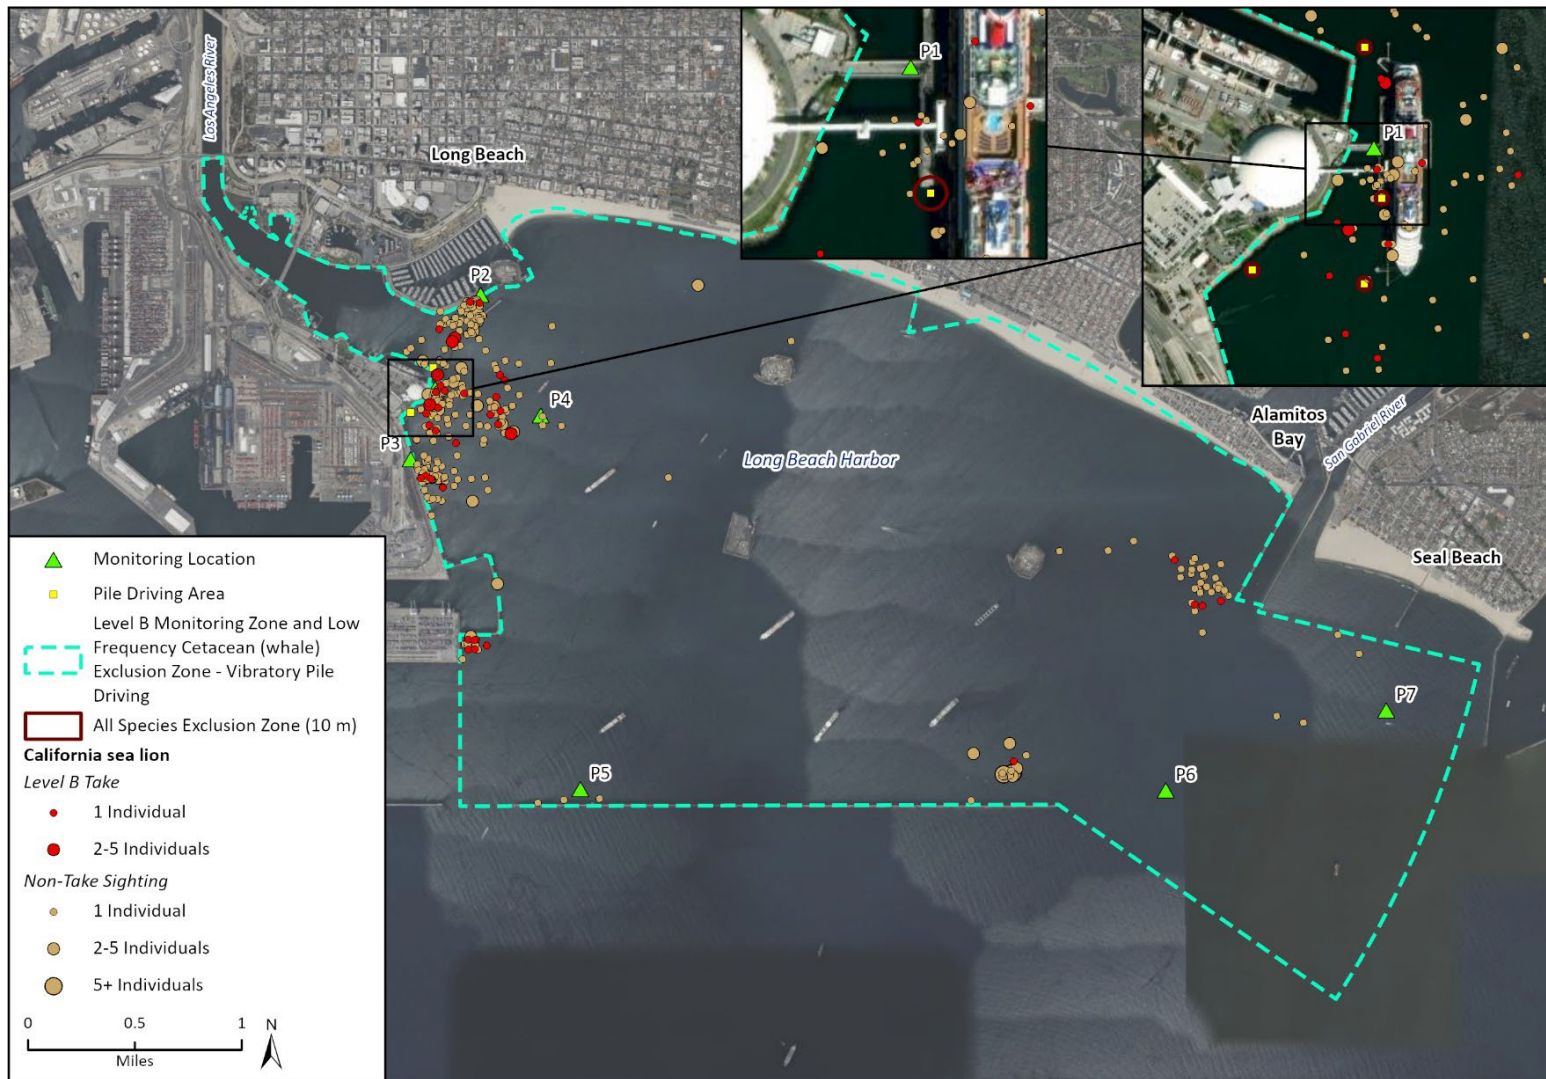 Los Angeles River
Long Beach
P1
P1
P2
P4
P3
Long Beach Harbor
Alamitos
Bay
San Gabriel River
Seal Beach
P7
P5
P6
Monitoring Location
Pile Driving Area
Level B Monitoring Zone and Low
Frequency Cetacean (whale)
Exclusion Zone - Vibratory Pile
Driving
All Species Exclusion Zone (10 m)
California sea lion
Level B Take
1 Individual
2-5 Individuals
Non-Take Sighting
1 Individual
2-5 Individuals
5+ Individuals
0 0.5 1
Miles
N